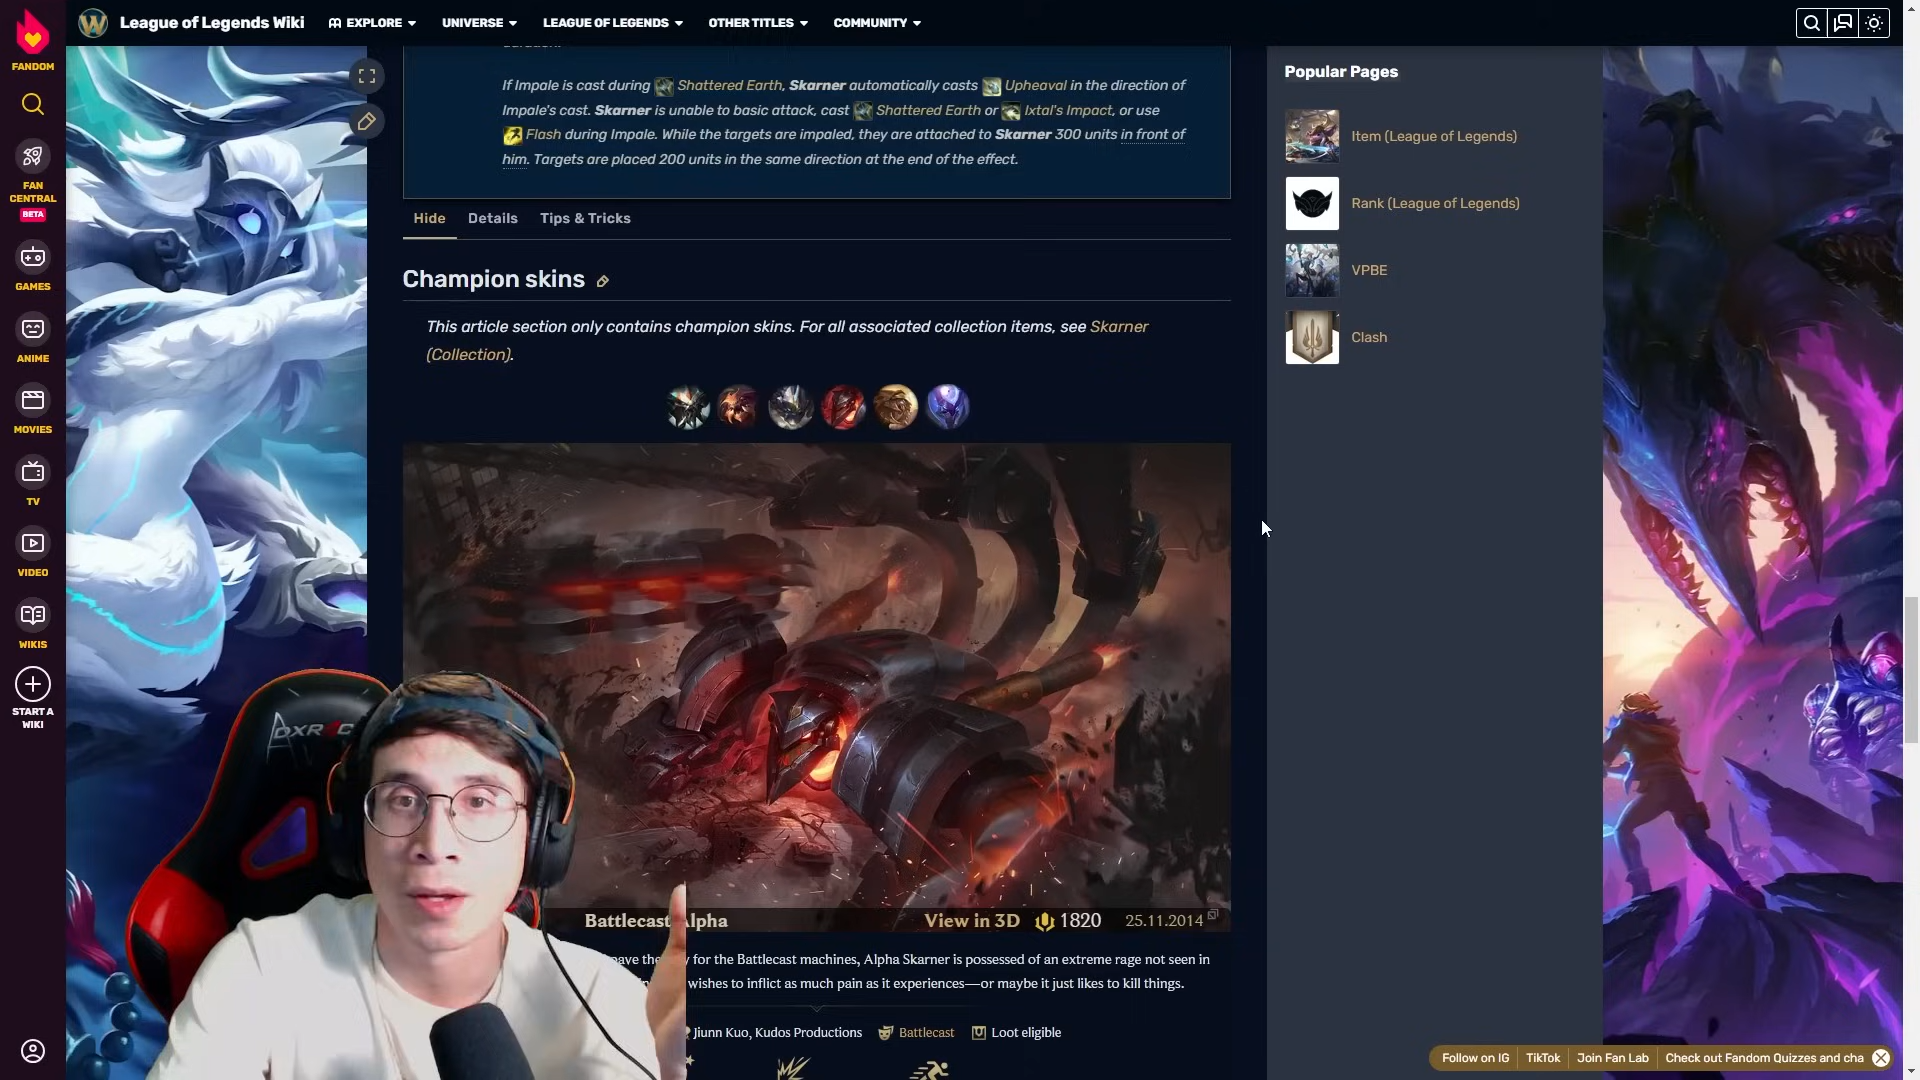 League of Legends Wiki
EXPLORE
UNIVERSE
LEAGUE OF LEGENDS
OTHER TITLES
COMMUNITY
FANDOM
FAN
CENTRAL
BETA
GAMES
ANIME
MOVIES
TV
VIDEO
WIKIS
START A
WIKI
If Impale is cast during Shattered Earth, Skarner automatically casts Upheaval in the direction of
Impale's cast. Skarner is unable to basic attack, cast Shattered Earth or Ixtal's Impact, or use
Flash during Impale. While the targets are impaled, they are attached to Skarner 300 units in front of
him. Targets are placed 200 units in the same direction at the end of the effect.
Hide Details Tips & Tricks
Champion skins
This article section only contains champion skins. For all associated collection items, see Skarner
(Collection).
DXR
Battlecast Alpha
View in 3D 1820 25.11.2014
for the Battlecast machines, Alpha Skarner is possessed of an extreme rage not seen in
wishes to inflict as much pain as it experiences—or maybe it just likes to kill things.
Jiunn Kuo, Kudos Productions Battlecast Loot eligible
Popular Pages
Item (League of Legends)
Rank (League of Legends)
VPBE
Clash
Follow on IG TikTok Join Fan Lab Check out Fandom Quizzes and cha